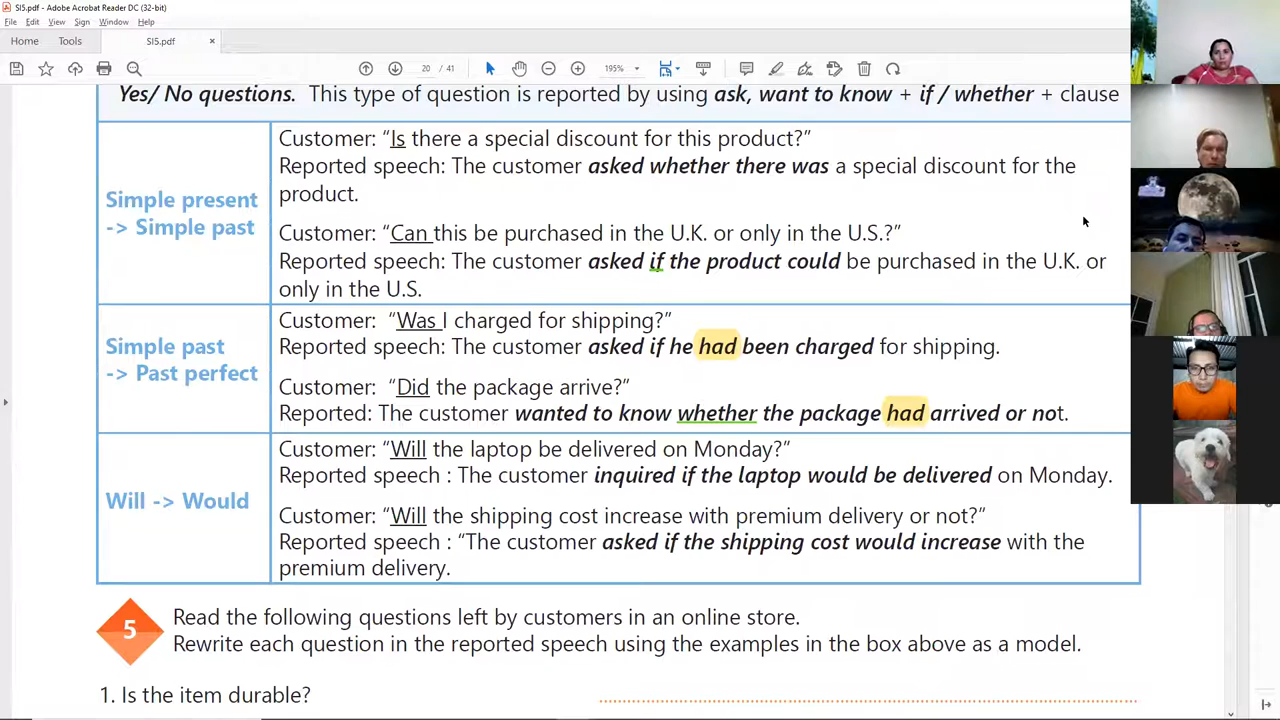 SI5.pdf - Adobe Acrobat Reader DC (32-bit)
File Edit View Sign Window Help
Home Tools SI5.pdf ×
20 / 41 195%
Yes/ No questions. This type of question is reported by using ask, want to know + if / whether + clause
Simple present
-> Simple past
Customer: “Is there a special discount for this product?”
Reported speech: The customer asked whether there was a special discount for the
product.
Customer: “Can this be purchased in the U.K. or only in the U.S.?”
Reported speech: The customer asked if the product could be purchased in the U.K. or
only in the U.S.
Simple past
-> Past perfect
Customer: “Was I charged for shipping?”
Reported speech: The customer asked if he had been charged for shipping.
Customer: “Did the package arrive?”
Reported: The customer wanted to know whether the package had arrived or not.
Will -> Would
Customer: “Will the laptop be delivered on Monday?”
Reported speech : The customer inquired if the laptop would be delivered on Monday.
Customer: “Will the shipping cost increase with premium delivery or not?”
Reported speech : “The customer asked if the shipping cost would increase with the
premium delivery.
5
Read the following questions left by customers in an online store.
Rewrite each question in the reported speech using the examples in the box above as a model.
1. Is the item durable? ................................................